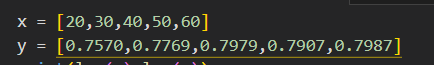 x = [20,30,40,50,60]
y = [0.7570,0.7769,0.7979,0.7907,0.7987]